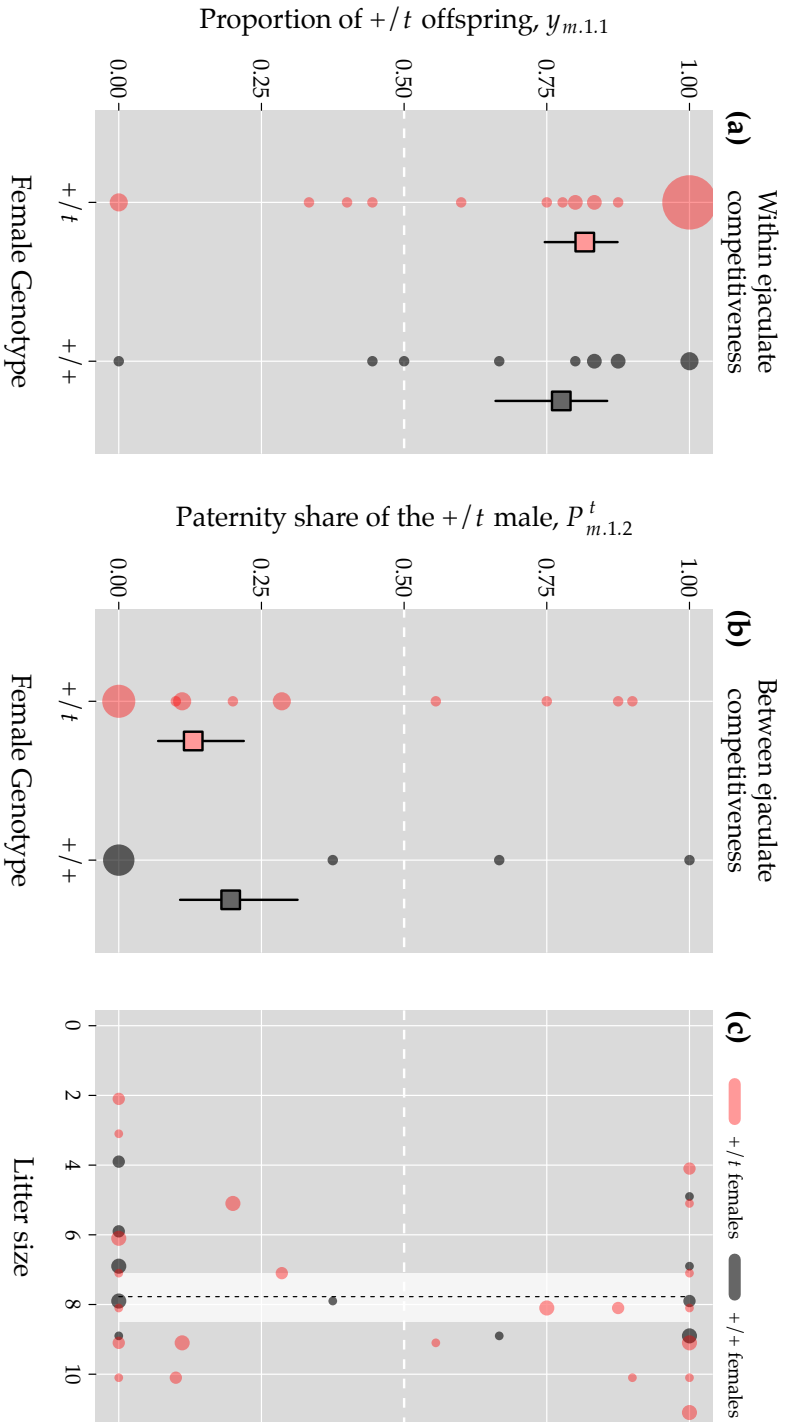 (a)
Within ejaculate
competitiveness
Proportion of +/t offspring, y m.1.1
1.00
0.75
0.50
0.25
0.00
+/t
+/+
Female Genotype
(b)
Between ejaculate
competitiveness
Paternity share of the +/t male, P t m.1.2
1.00
0.75
0.50
0.25
0.00
+/t
+/+
Female Genotype
(c)
+/t females
+/+ females
0
2
4
6
8
10
Litter size